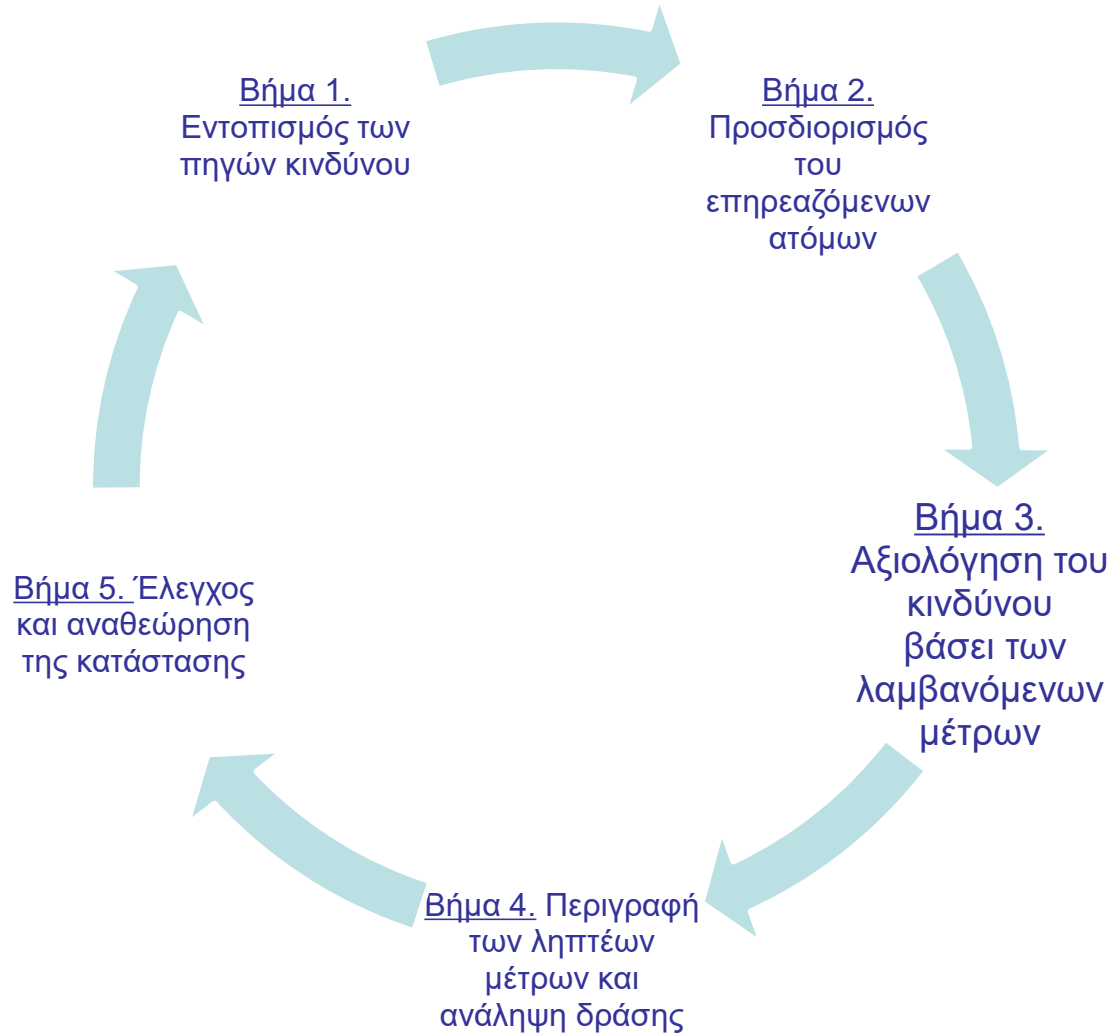 Βήμα 1.
Εντοπισμός των
πηγών κινδύνου
Βήμα 2.
Προσδιορισμός
του
επηρεαζόμενων
ατόμων
Βήμα 3.
Αξιολόγηση του
κινδύνου
βάσει των
λαμβανόμενων
μέτρων
Βήμα 4. Περιγραφή
των ληπτέων
μέτρων και
ανάληψη δράσης
Βήμα 5. Έλεγχος
και αναθεώρηση
της κατάστασης